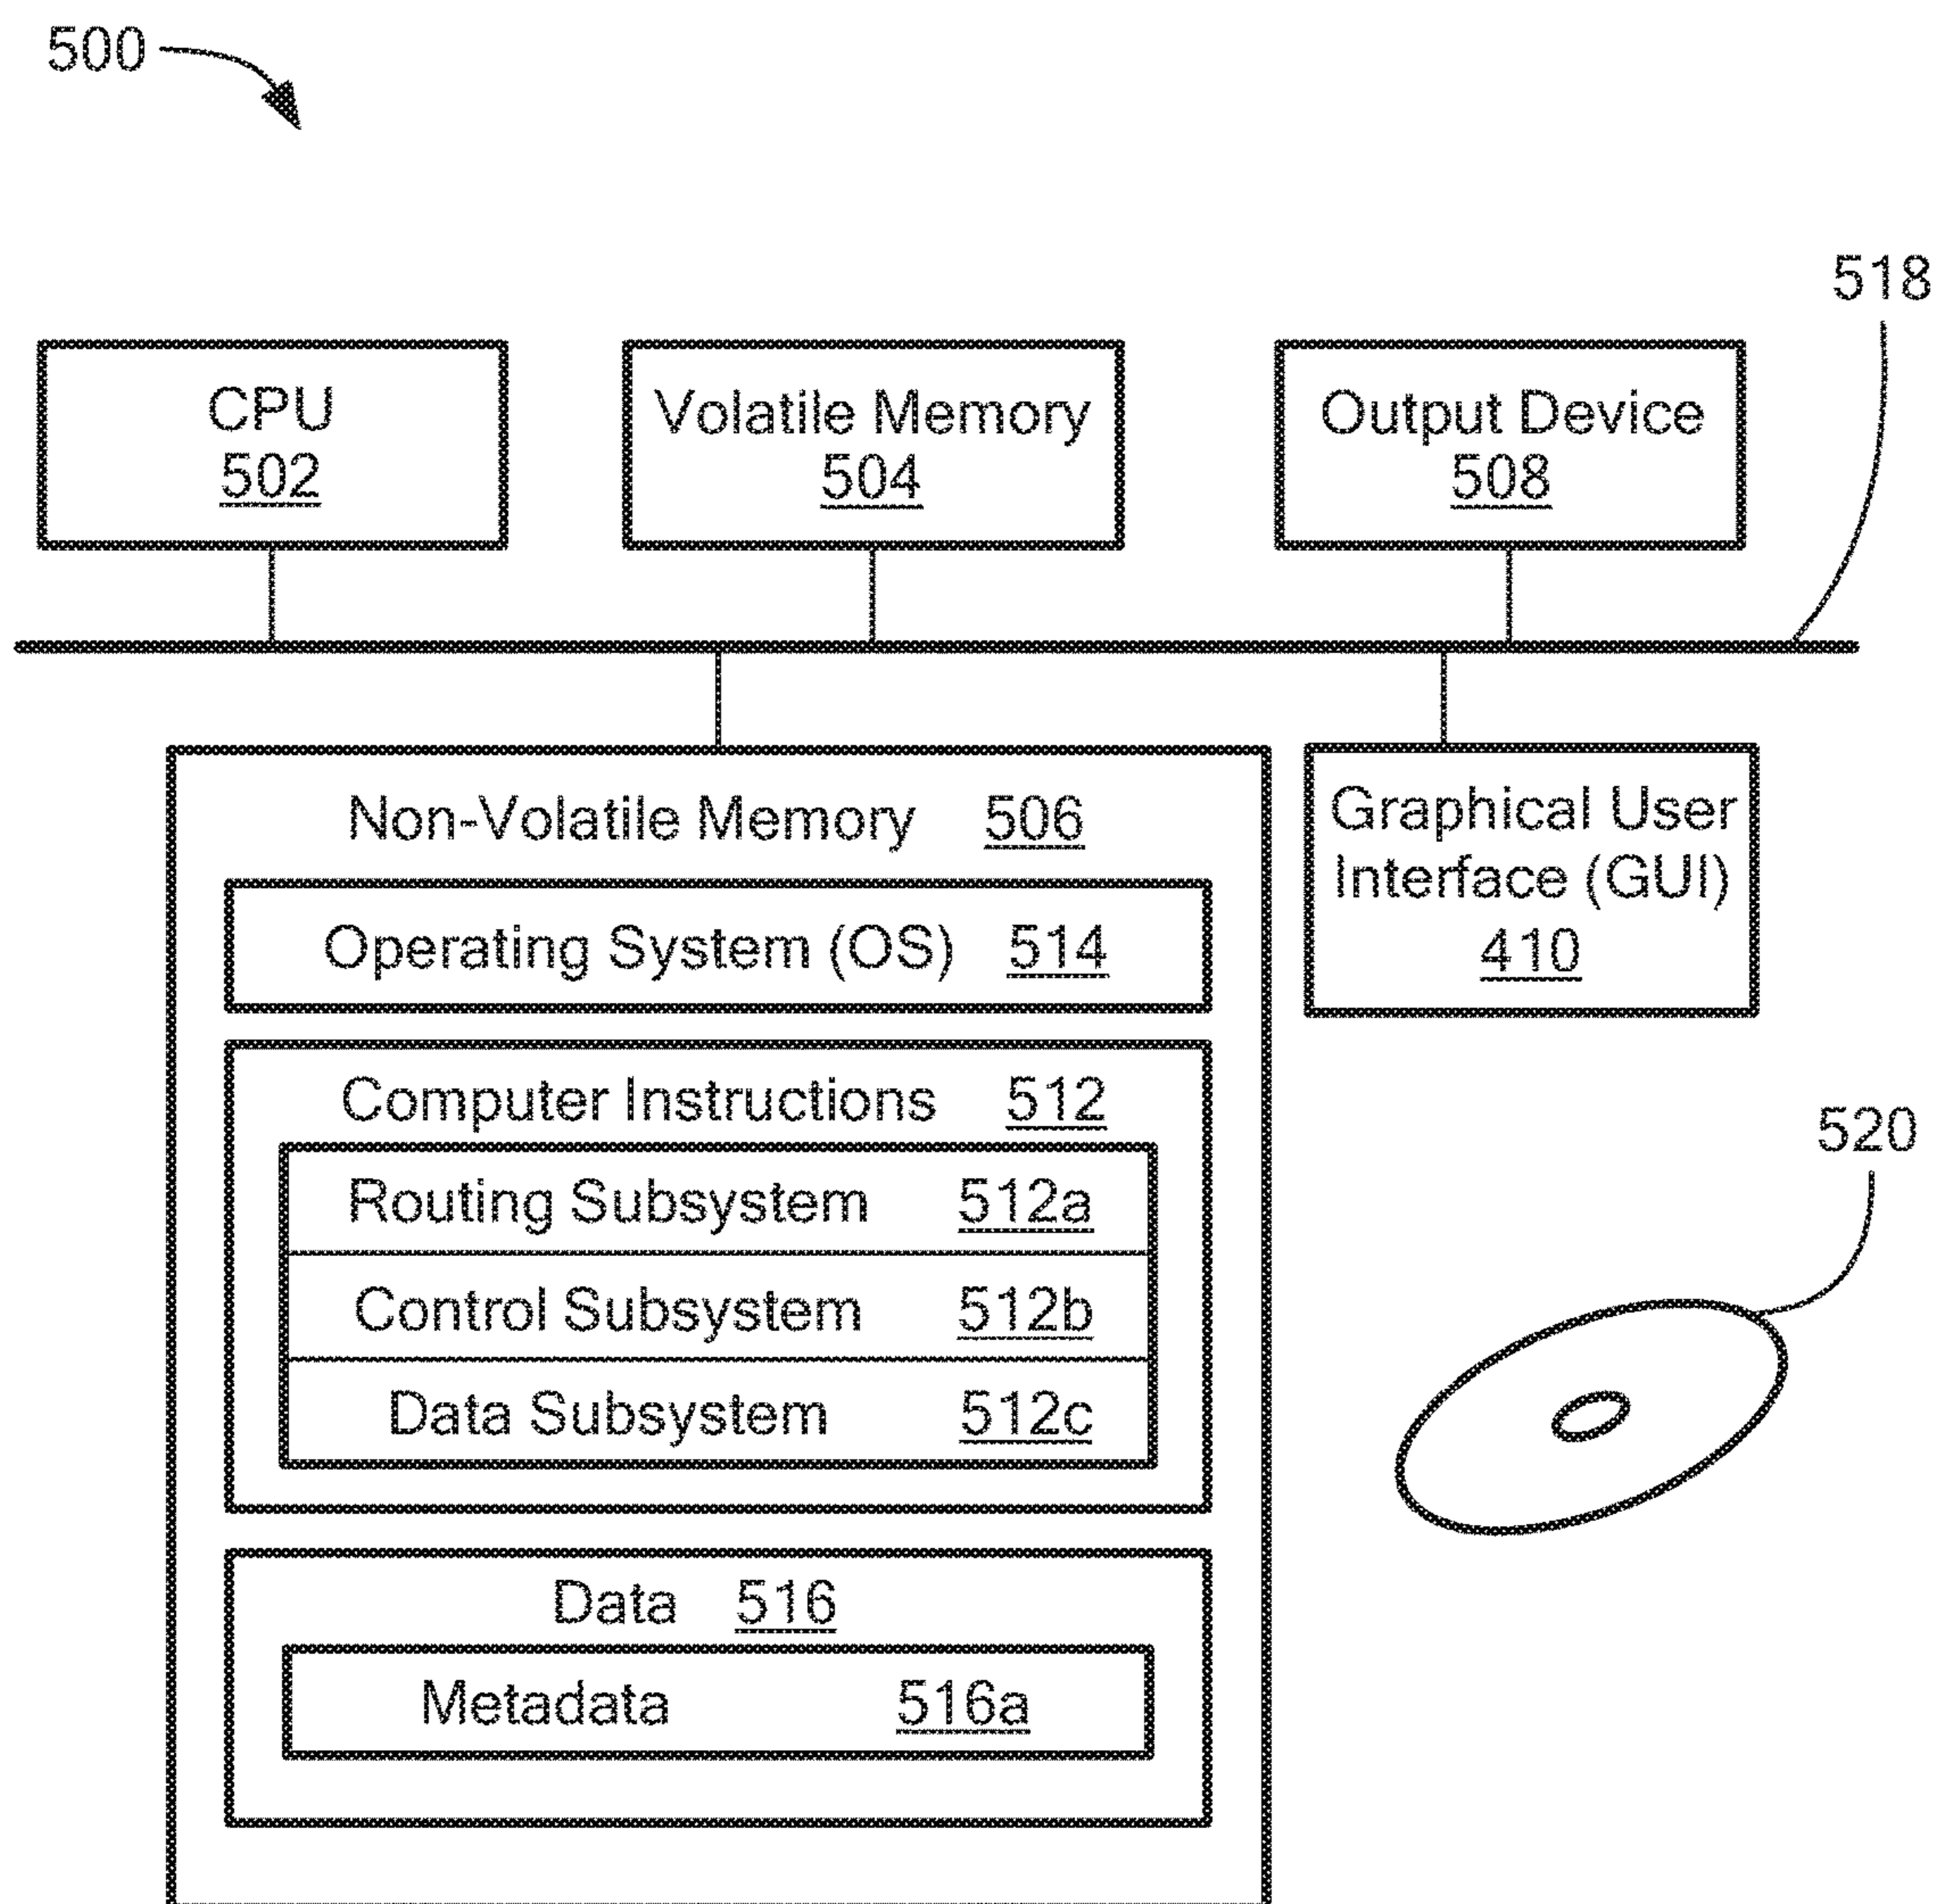 500
518
CPU
502
Volatile Memory
504
Output Device
508
Non-Volatile Memory 506
Operating System (OS) 514
Computer Instructions 512
Routing Subsystem 512a
Control Subsystem 512b
Data Subsystem 512c
Data 516
Metadata 516a
Graphical User
Interface (GUI)
410
520